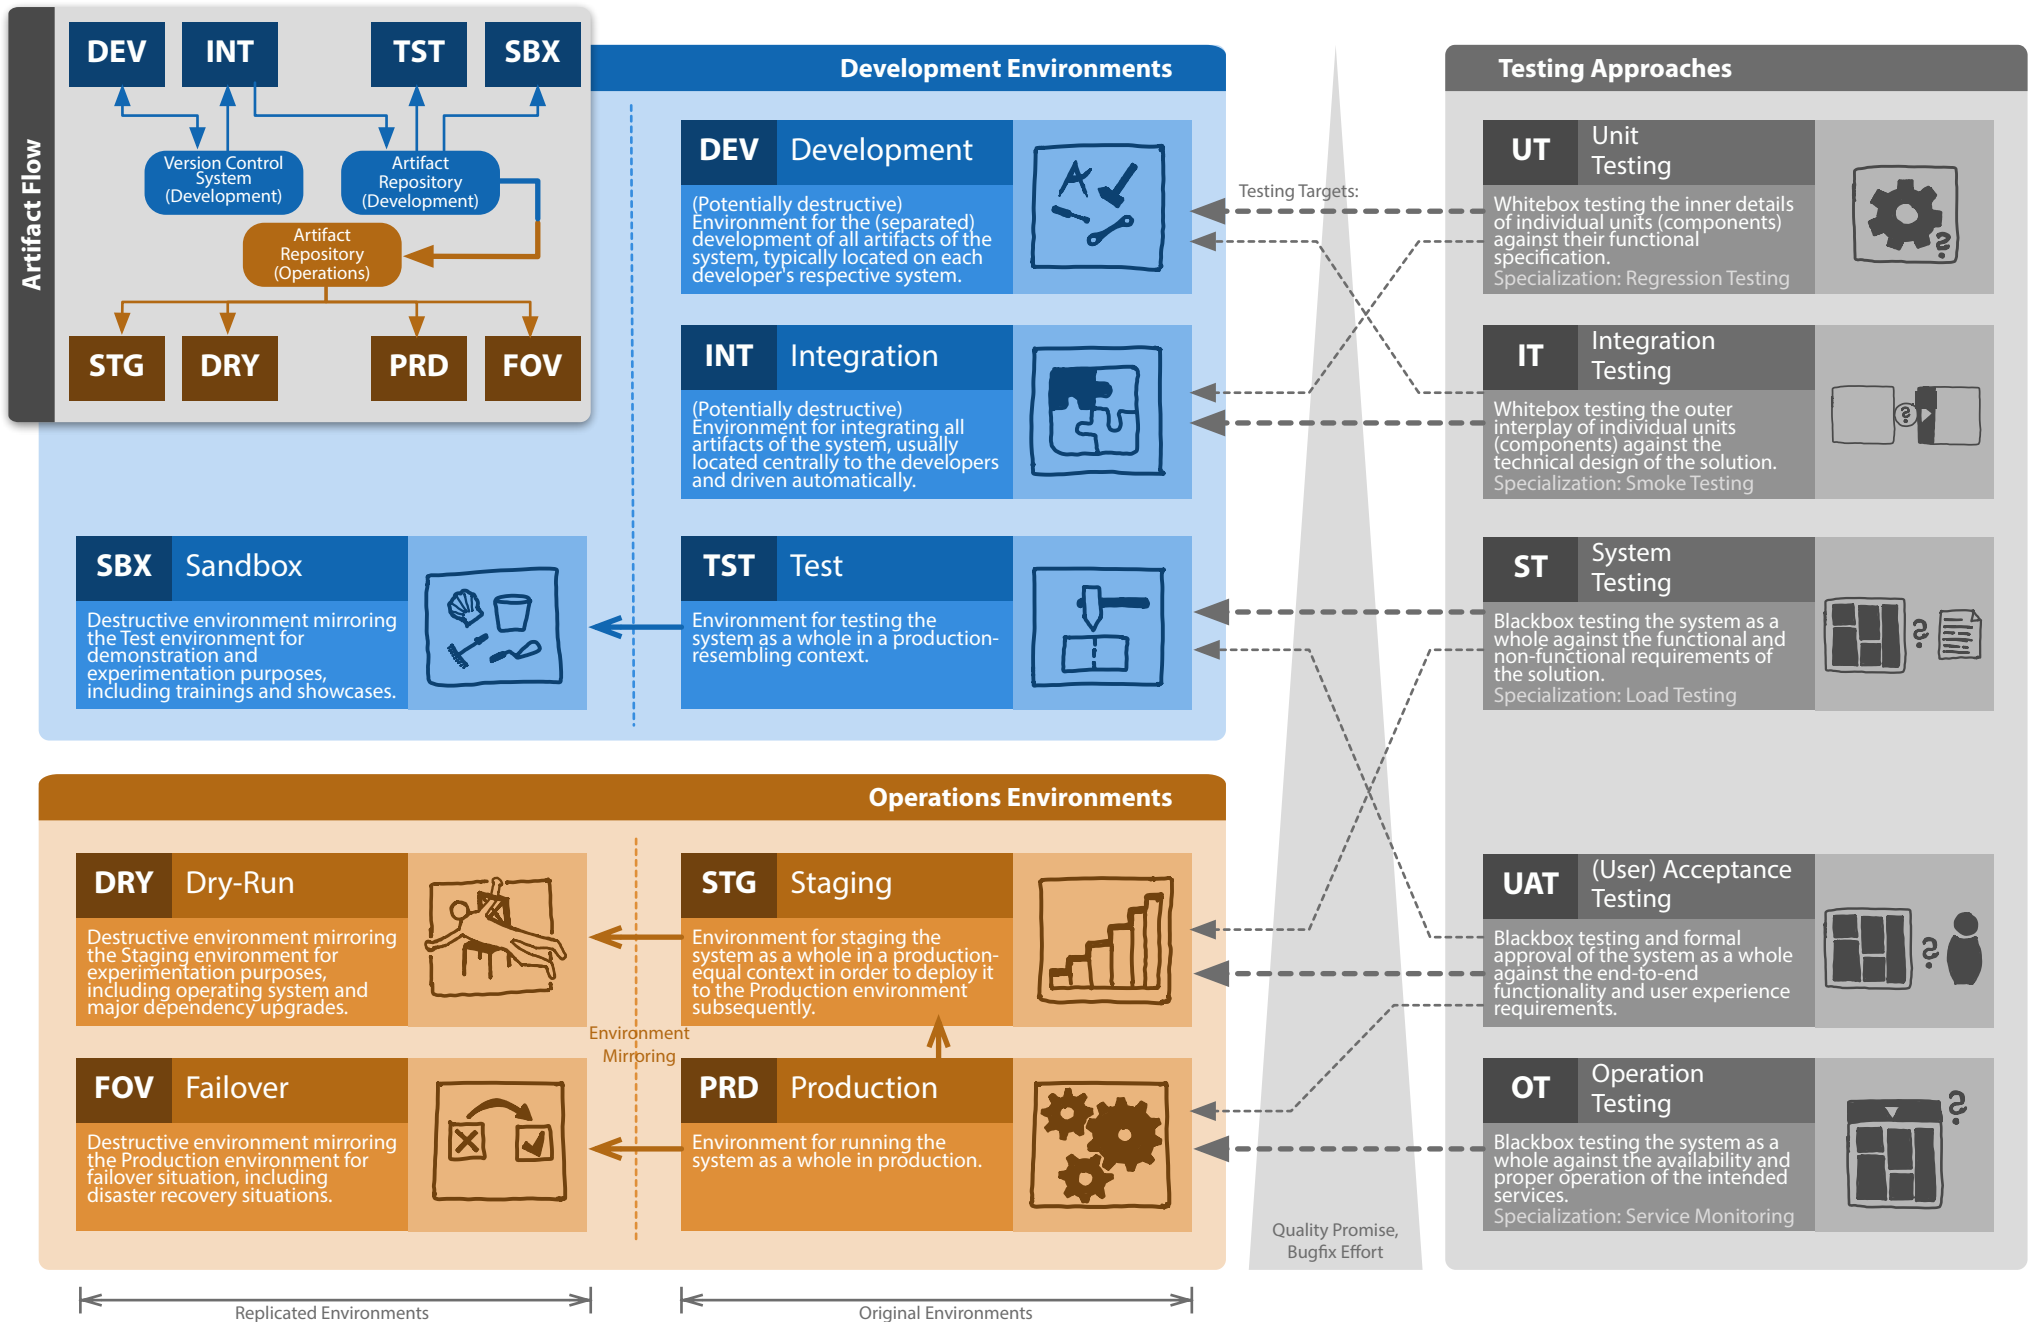 Artifact Flow
DEV
INT
TST
SBX
Version Control
System
(Development)
Artifact
Repository
(Development)
Artifact
Repository
(Operations)
STG
DRY
PRD
FOV
Development Environments
DEV
Development
(Potentially destructive)
Environment for the (separated)
development of all artifacts of the
system, typically located on each
developer's respective system.
INT
Integration
(Potentially destructive)
Environment for integrating all
artifacts of the system, usually
located centrally to the developers
and driven automatically.
SBX
Sandbox
Destructive environment mirroring
the Test environment for
demonstration and
experimentation purposes,
including trainings and showcases.
TST
Test
Environment for testing the
system as a whole in a production-
resembling context.
Operations Environments
DRY
Dry-Run
Destructive environment mirroring
the Staging environment for
experimentation purposes,
including operating system and
major dependency upgrades.
STG
Staging
Environment for staging the
system as a whole in a production-
equal context in order to deploy it
to the Production environment
subsequently.
Environment
Mirroring
FOV
Failover
Destructive environment mirroring
the Production environment for
failover situation, including
disaster recovery situations.
PRD
Production
Environment for running the
system as a whole in production.
Replicated Environments
Original Environments
Testing Targets:
Quality Promise,
Bugfix Effort
Testing Approaches
UT
Unit
Testing
Whitebox testing the inner details
of individual units (components)
against their functional
specification.
Specialization: Regression Testing
IT
Integration
Testing
Whitebox testing the outer
interplay of individual units
(components) against the
technical design of the solution.
Specialization: Smoke Testing
ST
System
Testing
Blackbox testing the system as a
whole against the functional and
non-functional requirements of
the solution.
Specialization: Load Testing
UAT
(User) Acceptance
Testing
Blackbox testing and formal
approval of the system as a whole
against the end-to-end
functionality and user experience
requirements.
OT
Operation
Testing
Blackbox testing the system as a
whole against the availability and
proper operation of the intended
services.
Specialization: Service Monitoring